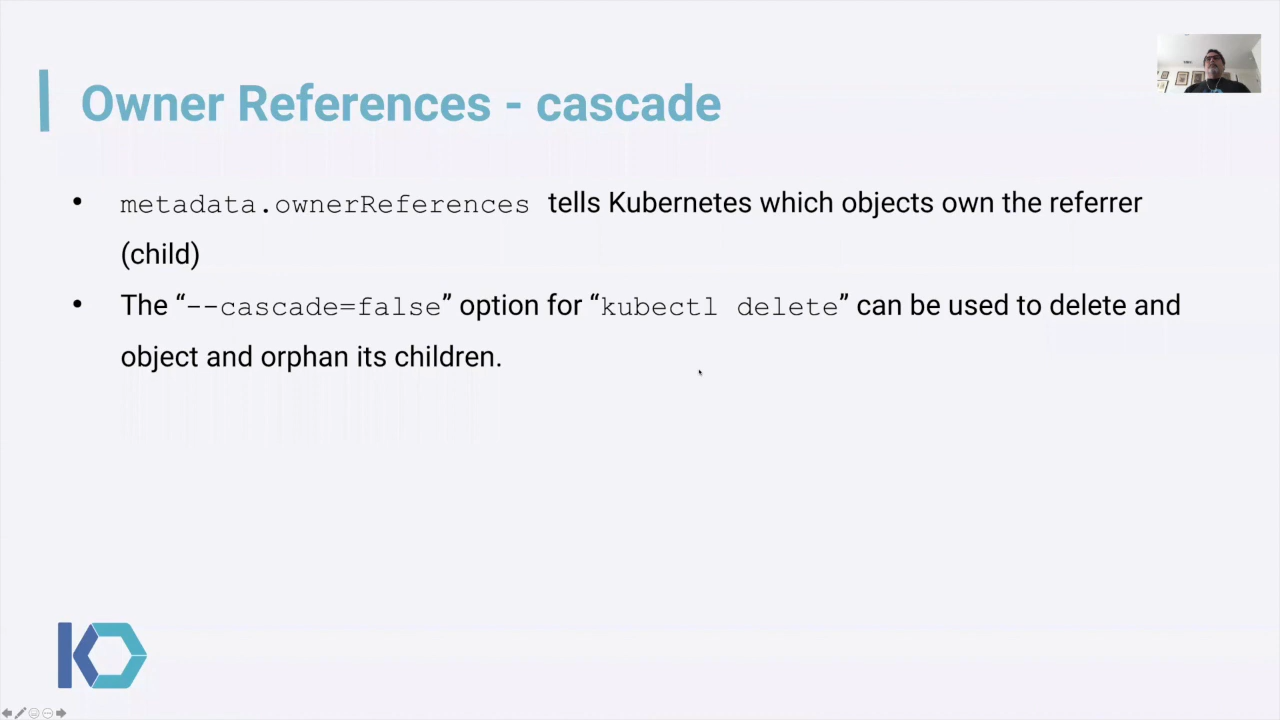 Owner References - cascade
• metadata.ownerReferences tells Kubernetes which objects own the referrer
(child)
• The “--cascade=false” option for “kubectl delete” can be used to delete and
object and orphan its children.